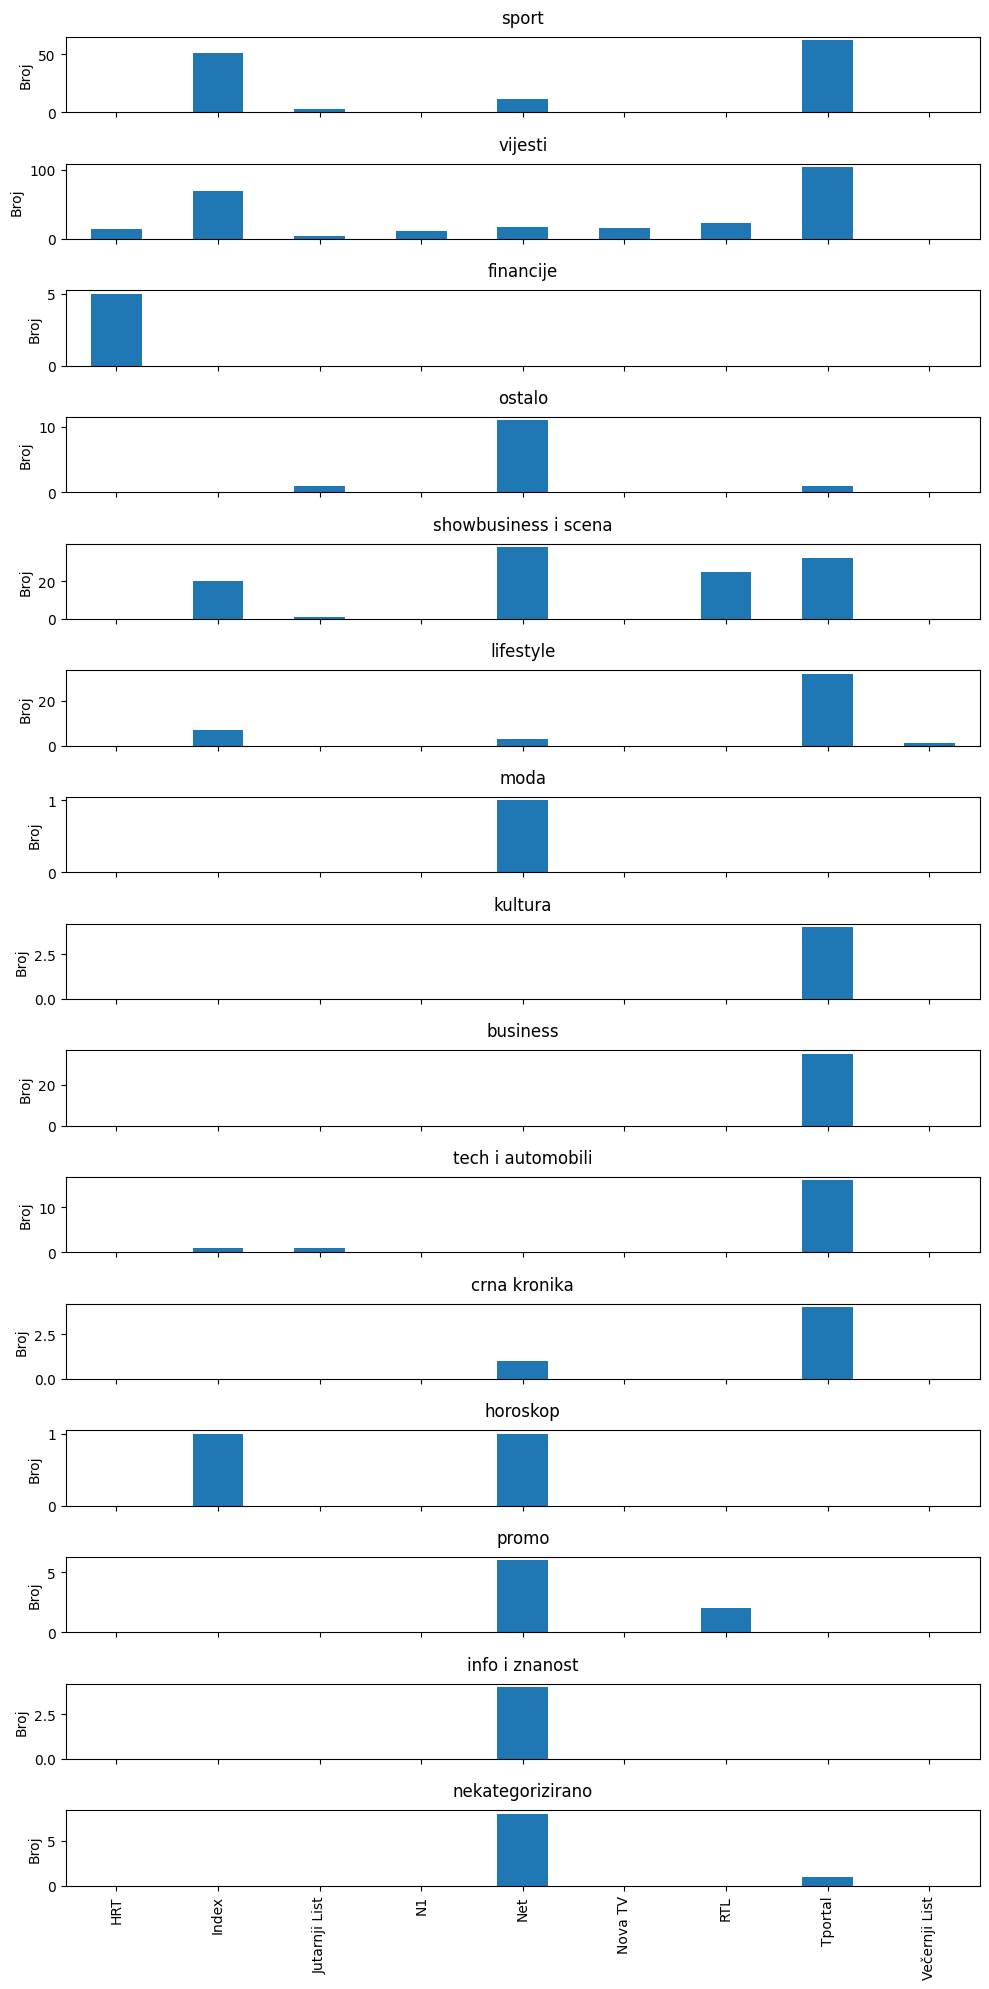 sport
Broj
50
0
vijesti
Broj
100
0
financije
Broj
5
0
ostalo
Broj
10
0
showbusiness i scena
Broj
20
0
lifestyle
Broj
20
0
moda
Broj
1
0
kultura
Broj
2.5
0.0
business
Broj
20
0
tech i automobili
Broj
10
0
crna kronika
Broj
2.5
0.0
horoskop
Broj
1
0
promo
Broj
5
0
info i znanost
Broj
2.5
0.0
nekategorizirano
Broj
5
0
HRT
Index
Jutarnji List
N1
Net
Nova TV
RTL
Tportal
Večernji List